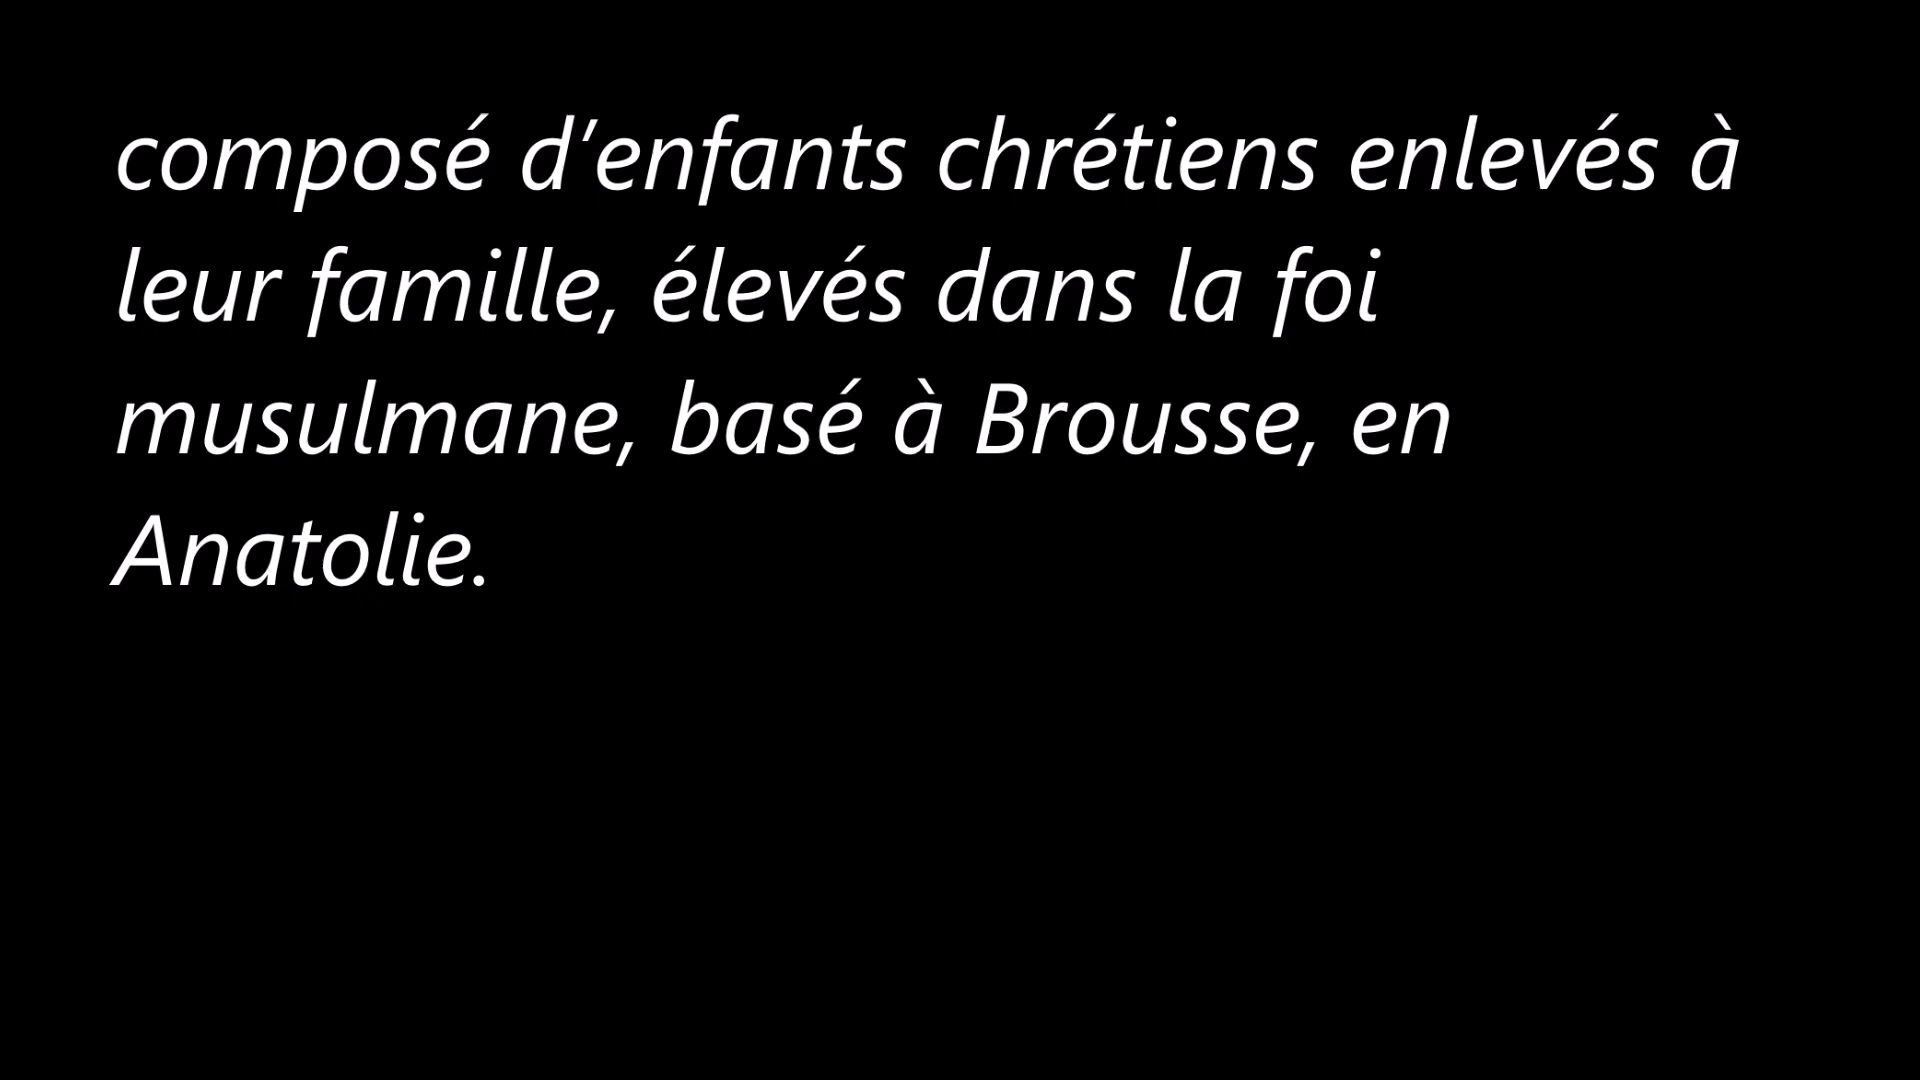 composé d’enfants chrétiens enlevés à
leur famille, élevés dans la foi
musulmane, basé à Brousse, en
Anatolie.